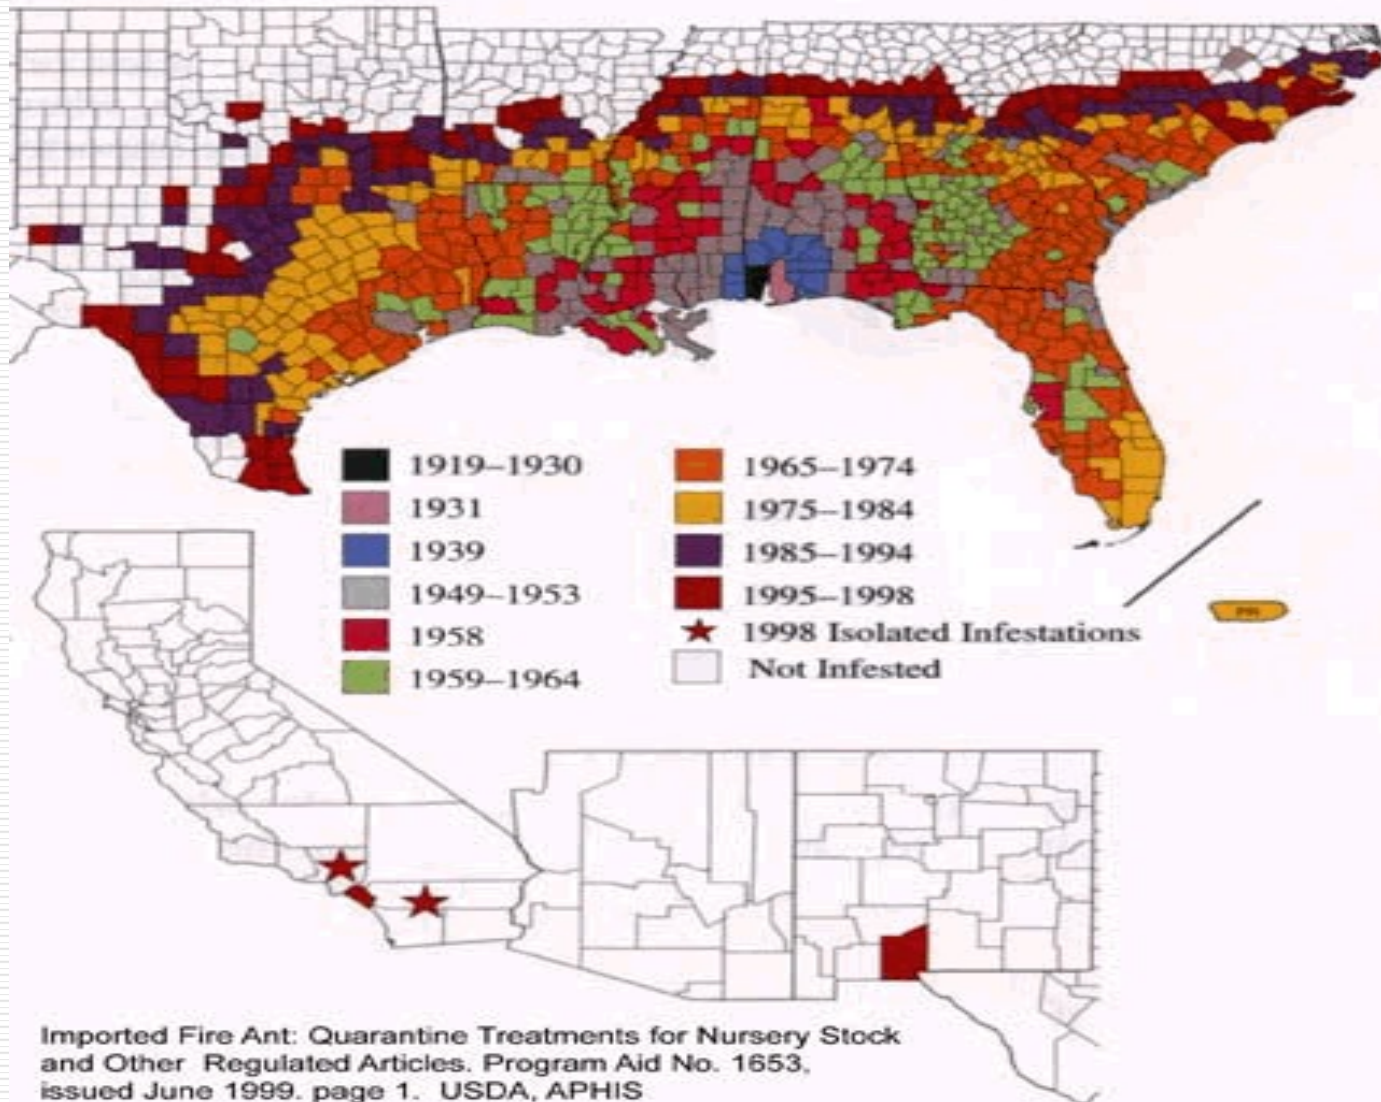 1919–1930
1931
1939
1949–1953
1958
1959–1964
1965–1974
1975–1984
1985–1994
1995–1998
1998 Isolated Infestations
Not Infested
PR
Imported Fire Ant: Quarantine Treatments for Nursery Stock
and Other Regulated Articles. Program Aid No. 1653,
issued June 1999. page 1. USDA, APHIS